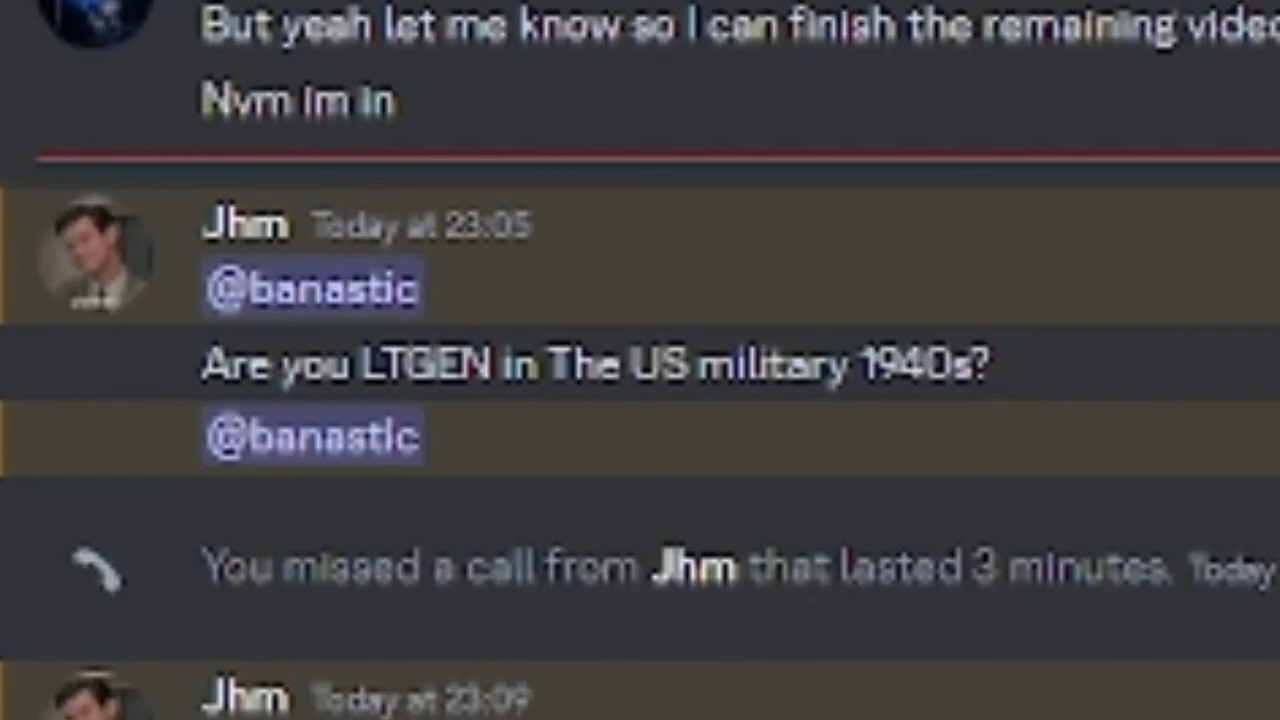 But yeah let me know so I can finish the remaining video
Nvm im in
Jhm Today at 23:05
@banastic
Are you LTGEN in The US military 1940s?
@banastic
You missed a call from Jhm that lasted 3 minutes. Today
Jhm Today at 23:09